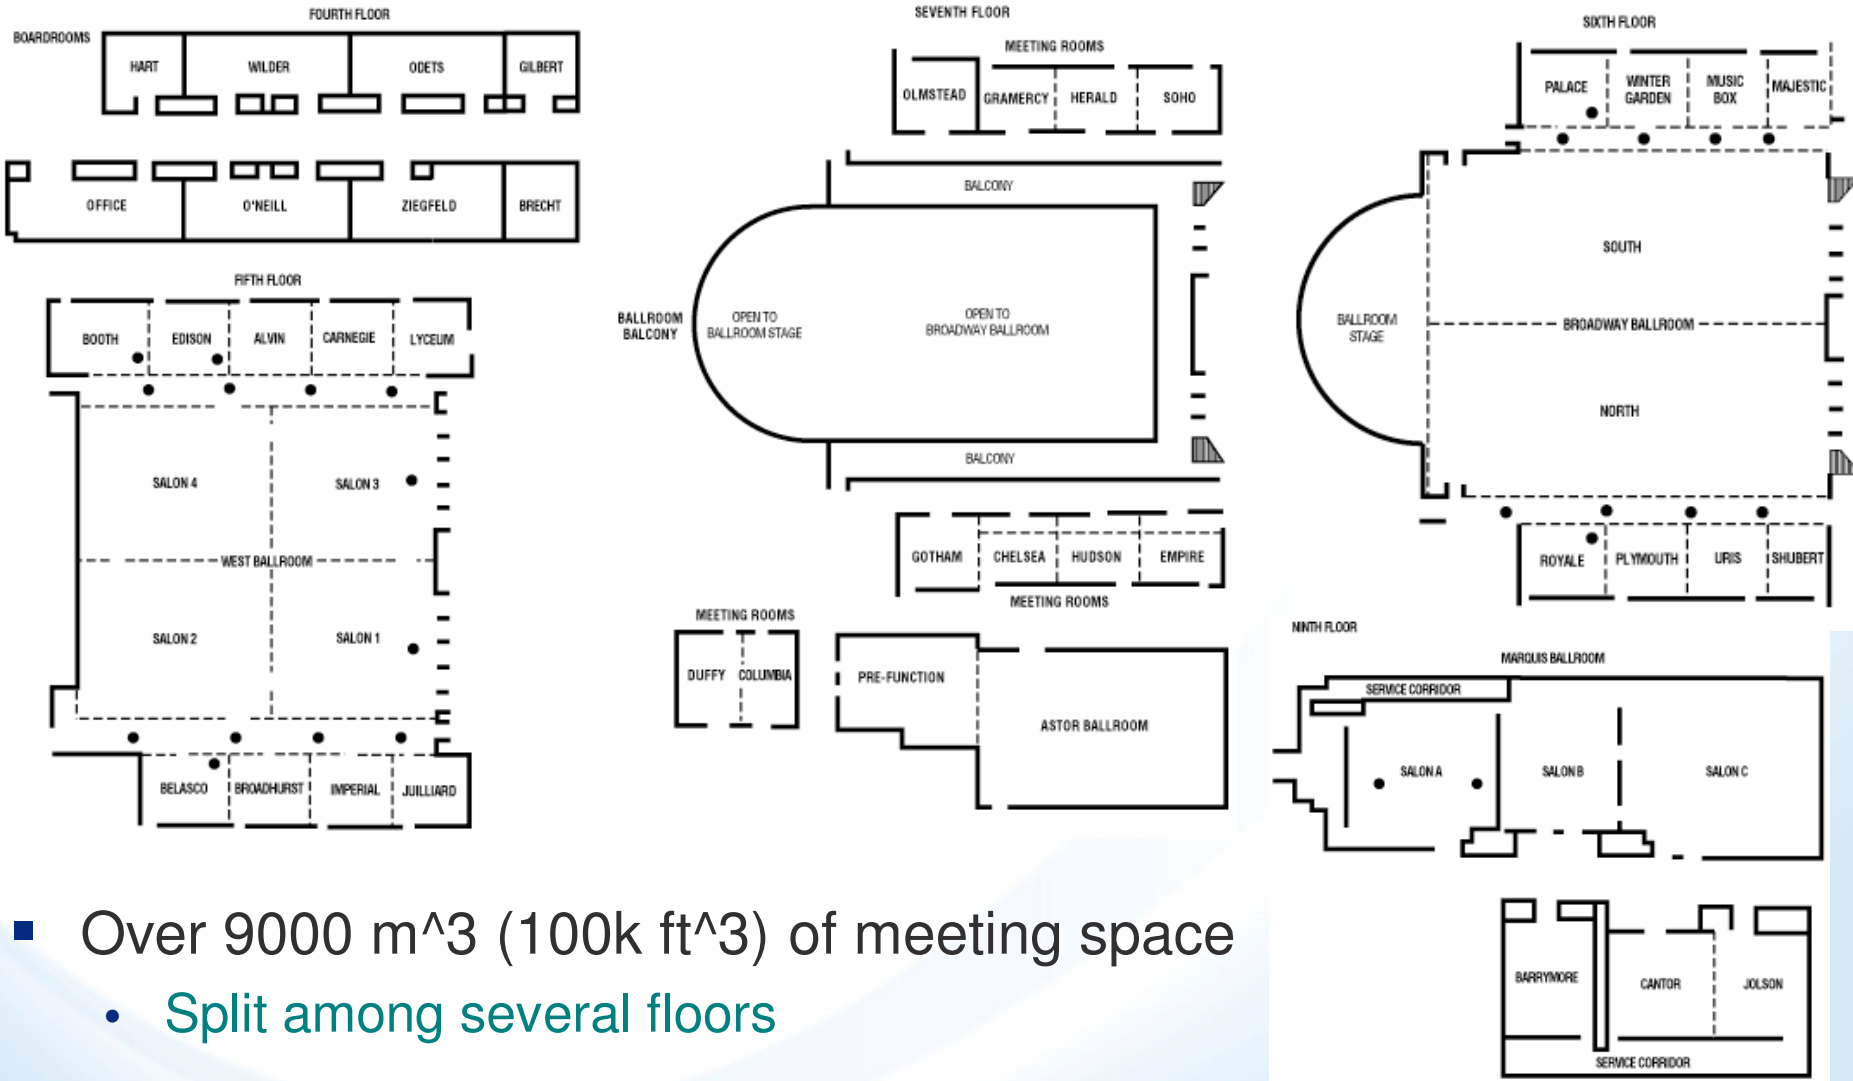 FOURTH FLOOR
BOARDROOMS
HART
WILDER
ODETS
GILBERT
OFFICE
O'NEILL
ZIEGFELD
BRECHT
FIFTH FLOOR
BOOTH
EDISON
ALVIN
CARNEGIE
LYCEUM
SALON 4
SALON 3
WEST BALLROOM
SALON 2
SALON 1
BELASCO
BROADHURST
IMPERIAL
JUILLIARD
SEVENTH FLOOR
MEETING ROOMS
OLMSTEAD
GRAMERCY
HERALD
SOHO
BALCONY
BALLROOM
BALCONY
OPEN TO
BALLROOM STAGE
OPEN TO
BROADWAY BALLROOM
BALCONY
GOTHAM
CHELSEA
HUDSON
EMPIRE
MEETING ROOMS
MEETING ROOMS
DUFFY
COLUMBIA
PRE-FUNCTION
ASTOR BALLROOM
SIXTH FLOOR
PALACE
WINTER
GARDEN
MUSIC
BOX
MAJESTIC
SOUTH
BALLROOM
STAGE
BROADWAY BALLROOM
NORTH
ROYALE
PLYMOUTH
URIS
SHUBERT
NINTH FLOOR
MARQUIS BALLROOM
SERVICE CORRIDOR
SALON A
SALON B
SALON C
BARRYMORE
CANTOR
JOLSON
SERVICE CORRIDOR
▪ Over 9000 m^3 (100k ft^3) of meeting space
• Split among several floors